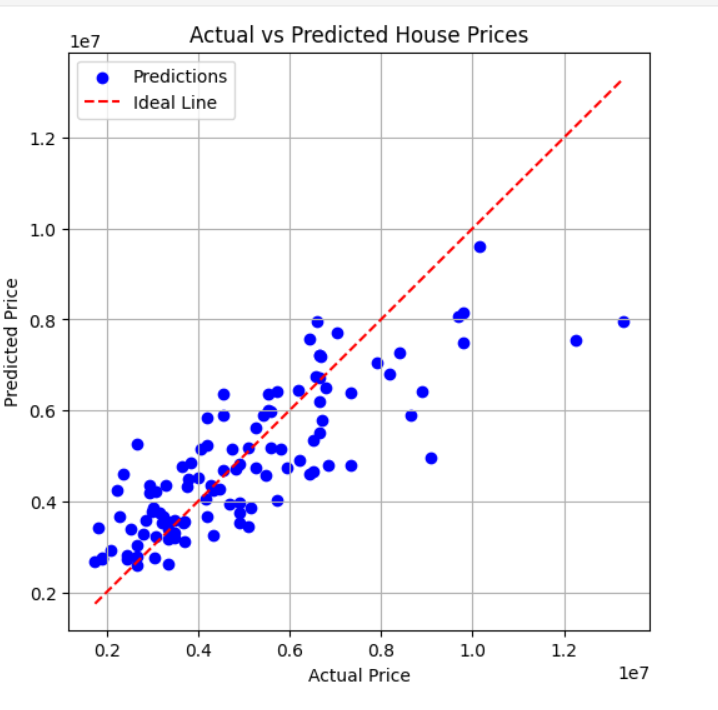 Actual vs Predicted House Prices
1e7
Predictions
Ideal Line
1.2
1.0
0.8
0.6
0.4
0.2
Predicted Price
0.2 0.4 0.6 0.8 1.0 1.2
1e7
Actual Price